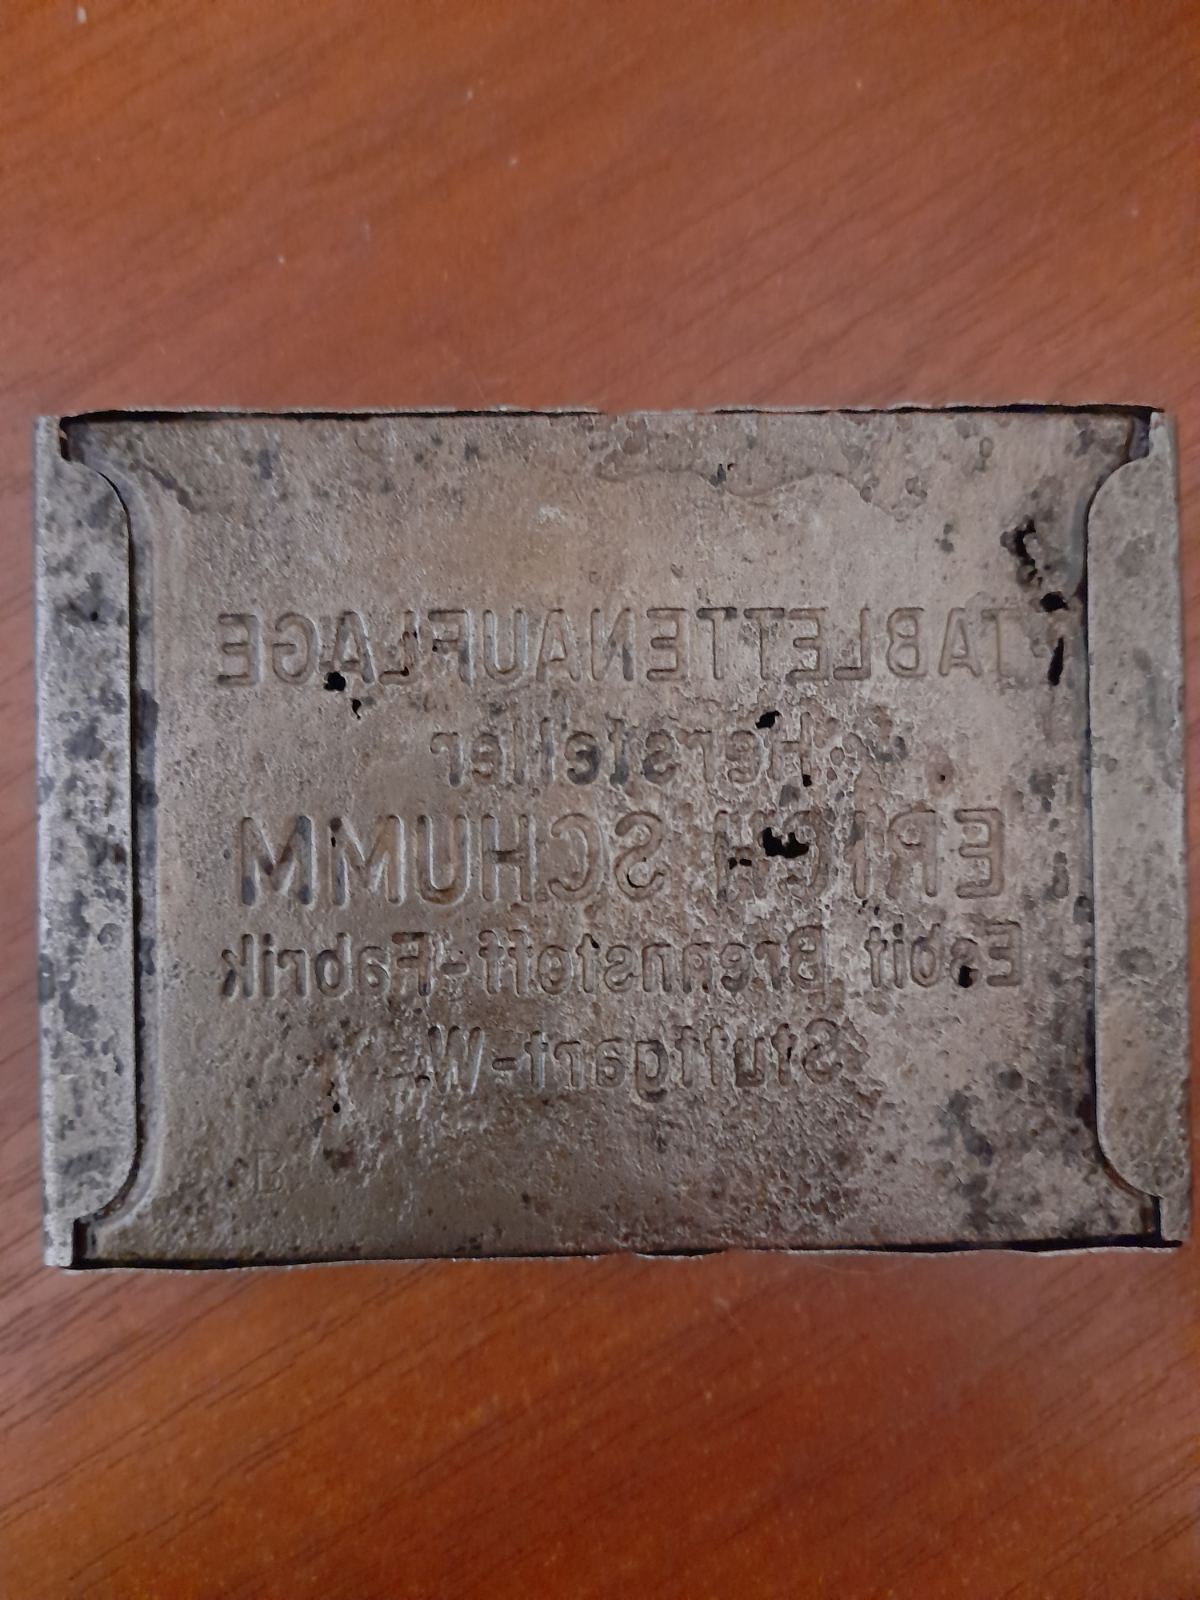 TABLETTENAUFLAGE
Hersteller
ERICH SCHUMM
Esbit Brennstoff-Fabrik
Stuttgart-W.
B